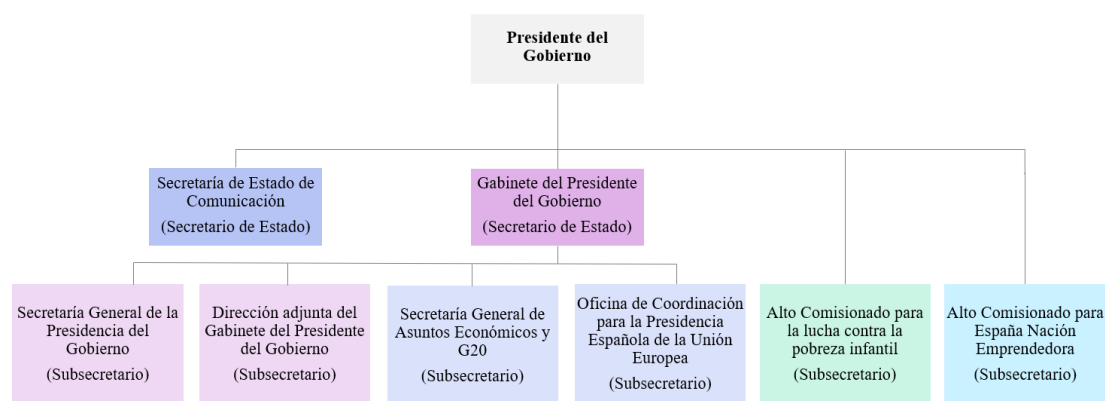 Presidente del
Gobierno
Secretaría de Estado de
Comunicación
(Secretario de Estado)
Gabinete del Presidente
del Gobierno
(Secretario de Estado)
Secretaría General de la
Presidencia del
Gobierno
(Subsecretario)
Dirección adjunta del
Gabinete del Presidente
del Gobierno
(Subsecretario)
Secretaría General de
Asuntos Económicos y
G20
(Subsecretario)
Oficina de Coordinación
para la Presidencia
Española de la Unión
Europea
(Subsecretario)
Alto Comisionado para
la lucha contra la
pobreza infantil
(Subsecretario)
Alto Comisionado para
España Nación
Emprendedora
(Subsecretario)